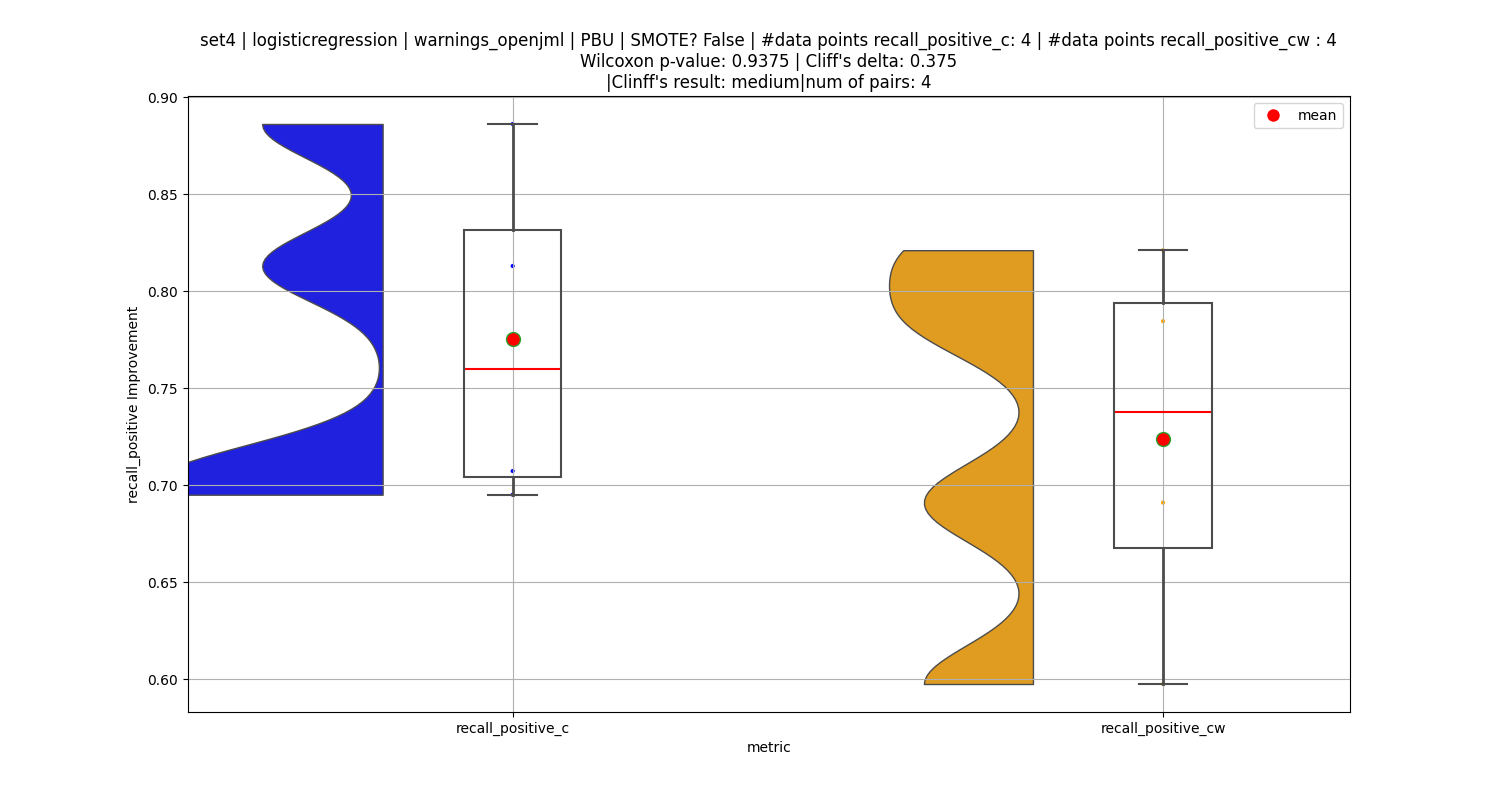 set4 | logisticregression | warnings_openjml | PBU | SMOTE? False | #data points recall_positive_c: 4 | #data points recall_positive_cw : 4
Wilcoxon p-value: 0.9375 | Cliff's delta: 0.375
|Clinff's result: medium|num of pairs: 4
mean
0.90
0.85
0.80
0.75
0.70
0.65
0.60
recall_positive Improvement
recall_positive_c
recall_positive_cw
metric